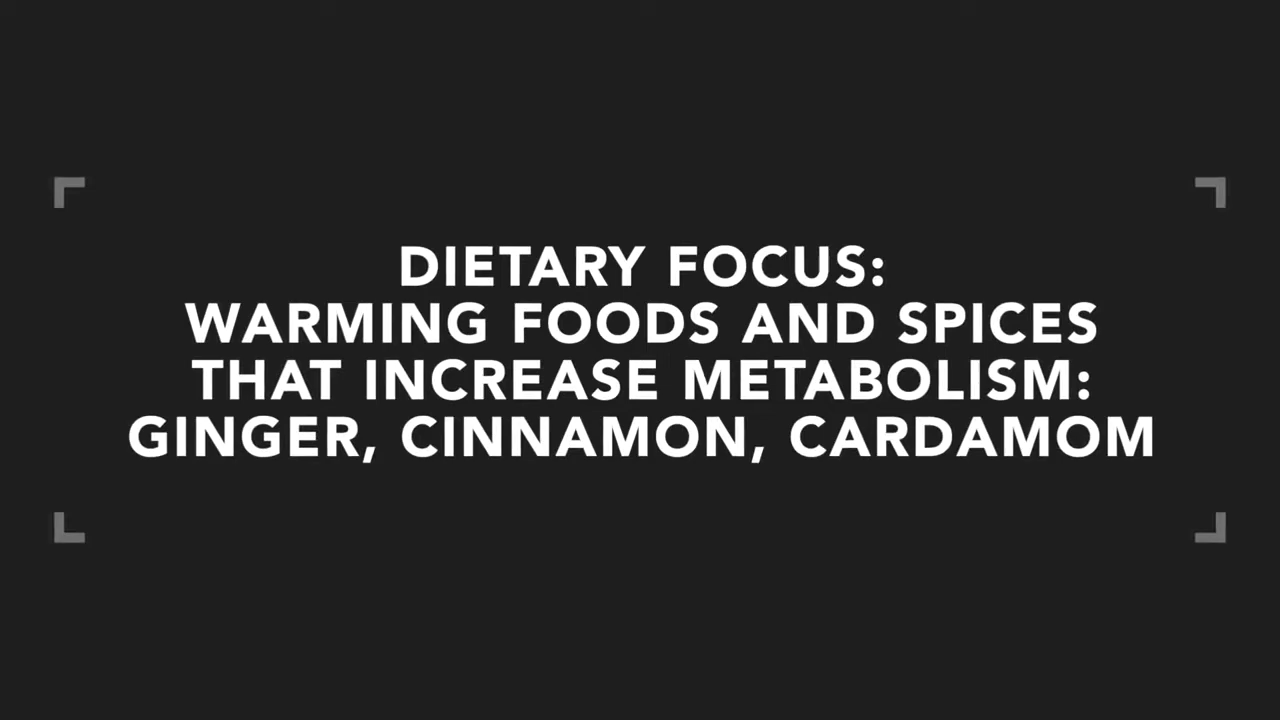 DIETARY FOCUS:
WARMING FOODS AND SPICES
THAT INCREASE METABOLISM:
GINGER, CINNAMON, CARDAMOM